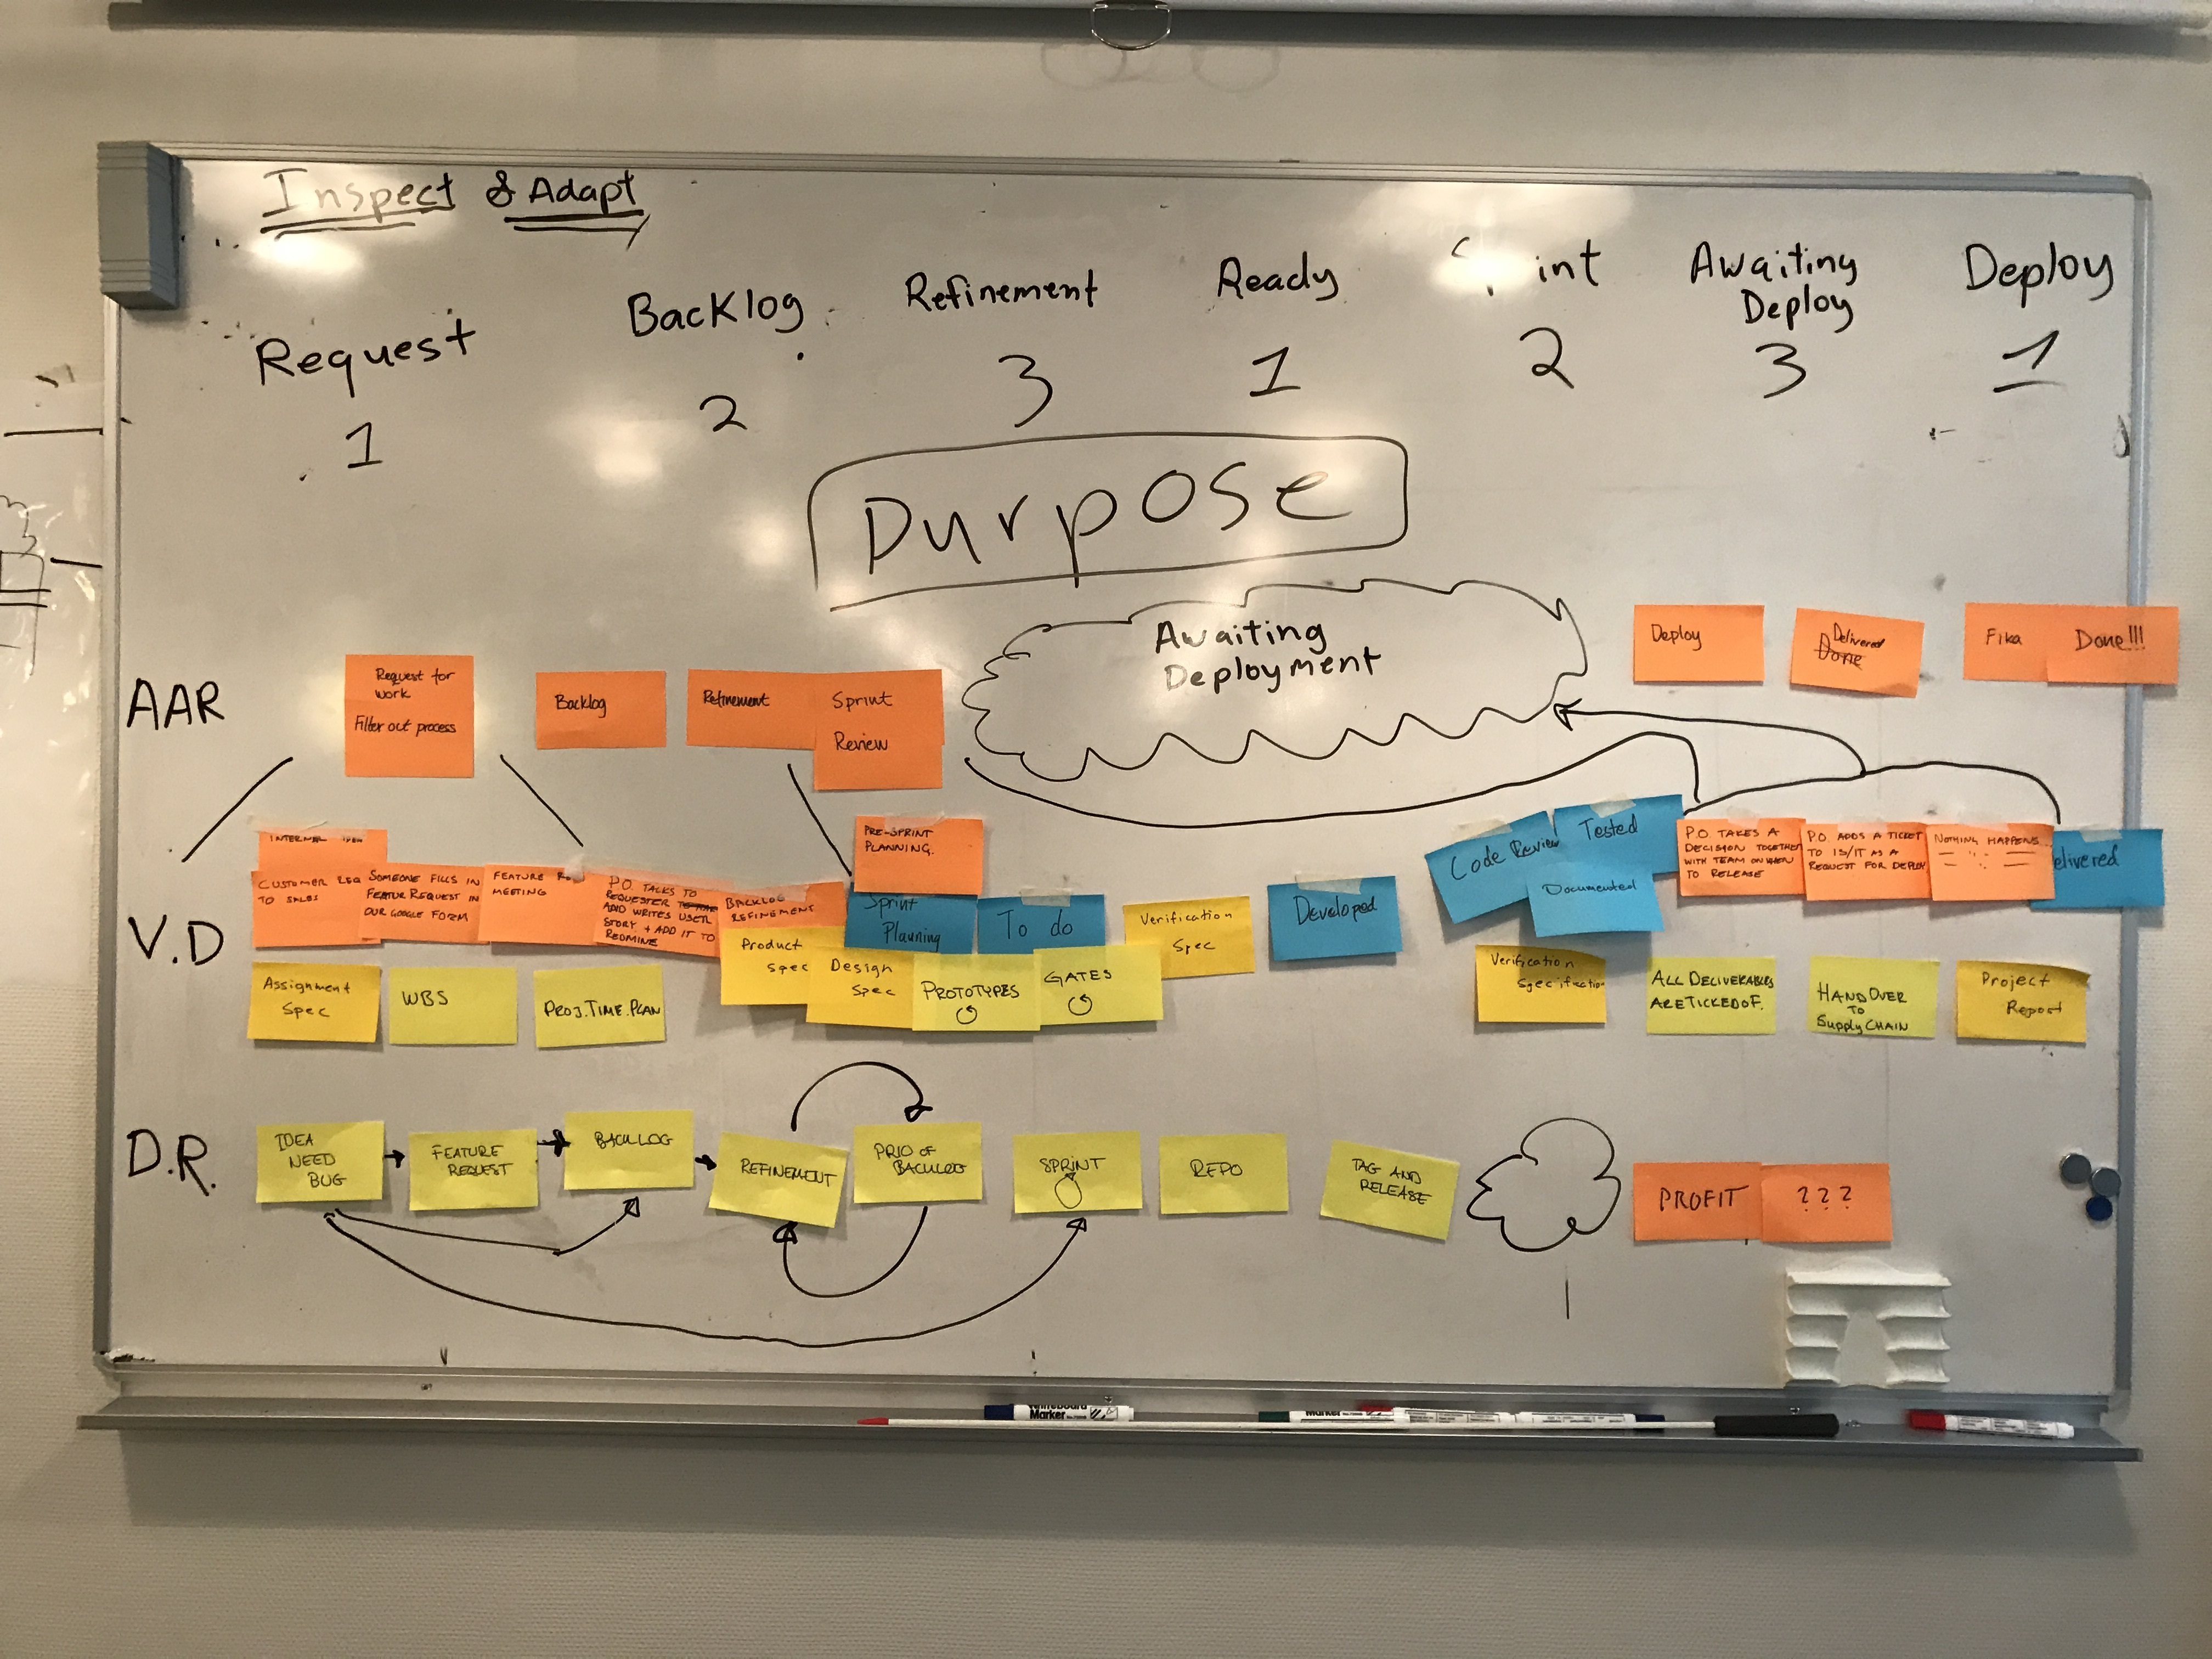 Inspect & Adapt
Request
1
Backlog
2
Refinement
3
Ready
1
int
2
Awaiting
Deploy
3
Deploy
1
Purpose
Awaiting
Deployment
AAR
Request for
work
Filter out process
Backlog
Refinement
Sprint
Review
Deploy
Delivered
Done
Fika
Done!!!
V.D
INTERNAL IDEA
CUSTOMER REQ
TO SALES
SOMEONE FILLS IN
FEATUR REQUEST IN
OUR GOOGLE FORM
FEATURE
MEETING
P.O. TALKS TO
REQUESTER
AND WRITES USER
STORY + ADD IT TO
REDMINE
BACKLOG
REFINEMENT
PRE-SPRINT
PLANNING.
Sprint
Planning
To do
Verification
Spec
Developed
Code Review
Tested
Documented
P.O. TAKES A
DECISION TOGETHER
WITH TEAM ON WHEN
TO RELEASE
P.O. ADDS A TICKET
TO IS/IT AS A
REQUEST FOR DEPLOY
NOTHING HAPPENS...
elivered
Assignment
Spec
WBS
PROJ.TIME.PLAN
Product
spec
Design
Spec
PROTOTYPES
GATES
Verification
Specification
ALL DELIVERABLES
ARE TICKED OF.
HAND OVER
TO
Supply CHAIN
Project
Report
D.R.
IDEA
NEED
BUG
FEATURE
REQUEST
BACKLOG
REFINEMENT
PRIO OF
BACKLOG
SPRINT
REPO
TAG AND
RELEASE
PROFIT
???
Whiteboard
Marker
Marker